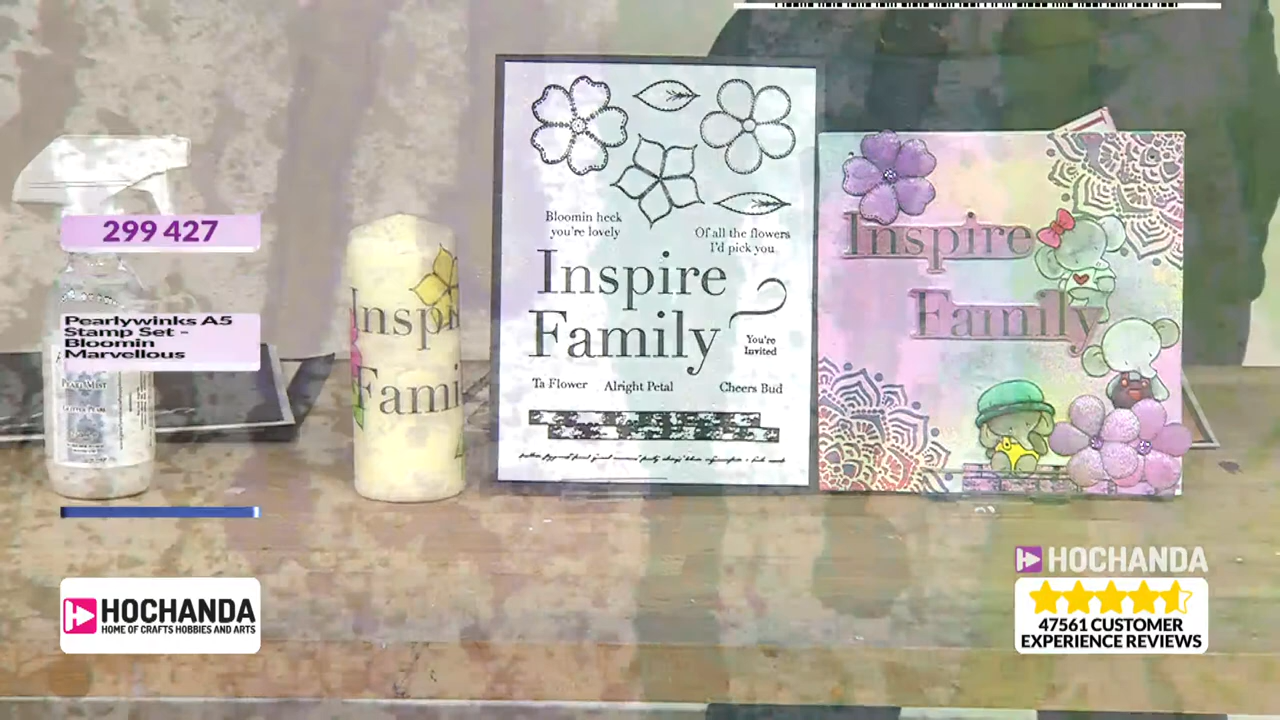 299 427
Pearlywinks A5
Stamp Set -
Bloomin
Marvellous
Inspi
Fami
Bloomin heck
you're lovely
Of all the flowers
I'd pick you
Inspire
Family
You're
Invited
Ta Flower
Alright Petal
Cheers Bud
Inspire
Family
HOCHANDA
HOME OF CRAFTS HOBBIES AND ARTS
HOCHANDA
47561 CUSTOMER
EXPERIENCE REVIEWS